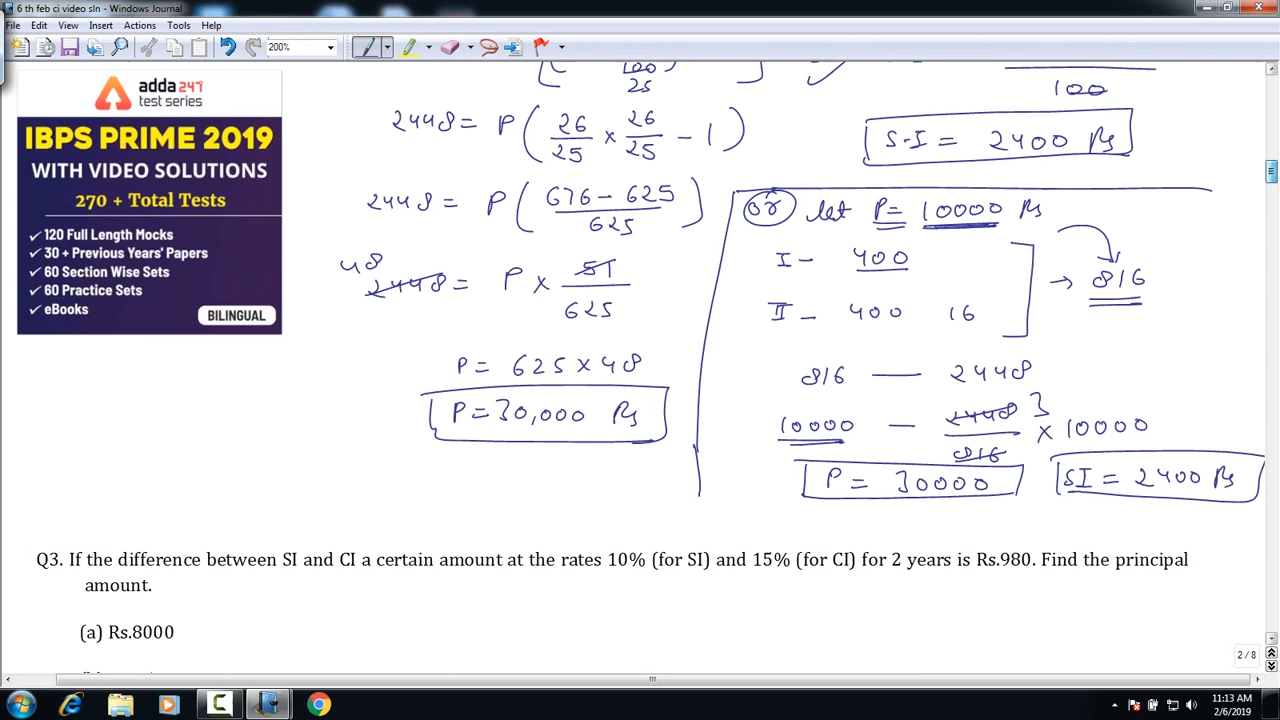 6 th feb ci video sln - Windows Journal
File Edit View Insert Actions Tools Help
200%
adda247
test series
IBPS PRIME 2019
WITH VIDEO SOLUTIONS
270 + Total Tests
✓ 120 Full Length Mocks
✓ 30 + Previous Years' Papers
✓ 60 Section Wise Sets
✓ 60 Practice Sets
✓ eBooks
BILINGUAL
100
25
2448 = P ( 26/25 × 26/25 - 1 )
2448 = P ( 676 - 625 / 625 )
48
2448 = P × 51/625
P = 625 × 48
P = 30,000 Rs
100
S.I = 2400 Rs
or let P = 10000 Rs
I - 400
II - 400 16
→ 816
816 — 2448
10000 — 2448/816 3 × 10000
P = 30000
SI = 2400 Rs
Q3. If the difference between SI and CI a certain amount at the rates 10% (for SI) and 15% (for CI) for 2 years is Rs.980. Find the principal
amount.
(a) Rs.8000
2 / 8
11:13 AM
2/6/2019